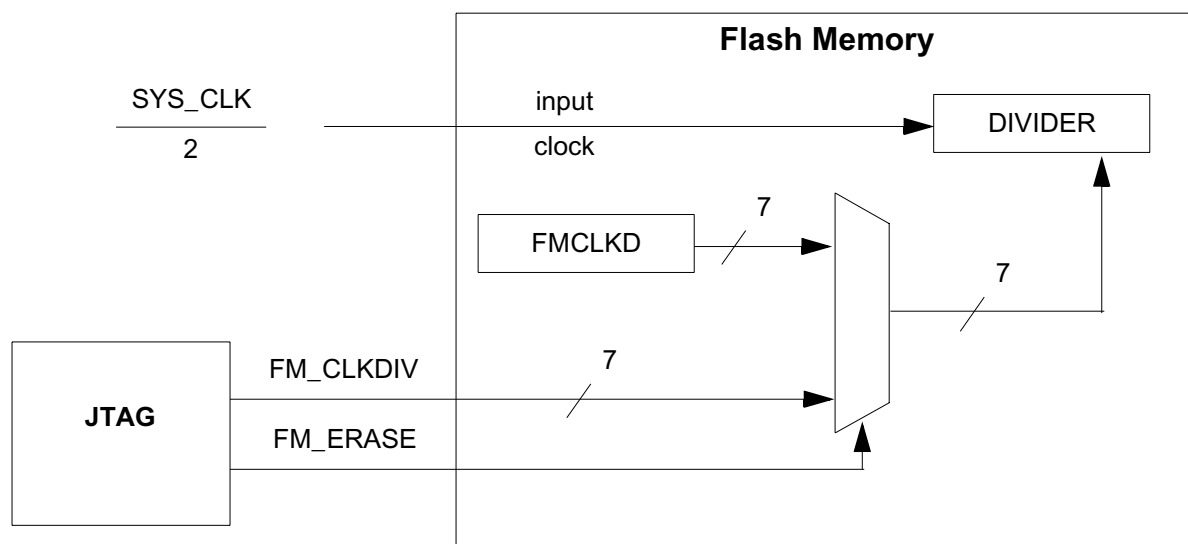 Flash Memory
SYS_CLK
2
input
clock
DIVIDER
7
FMCLKD
7
FM_CLKDIV
7
JTAG
FM_ERASE